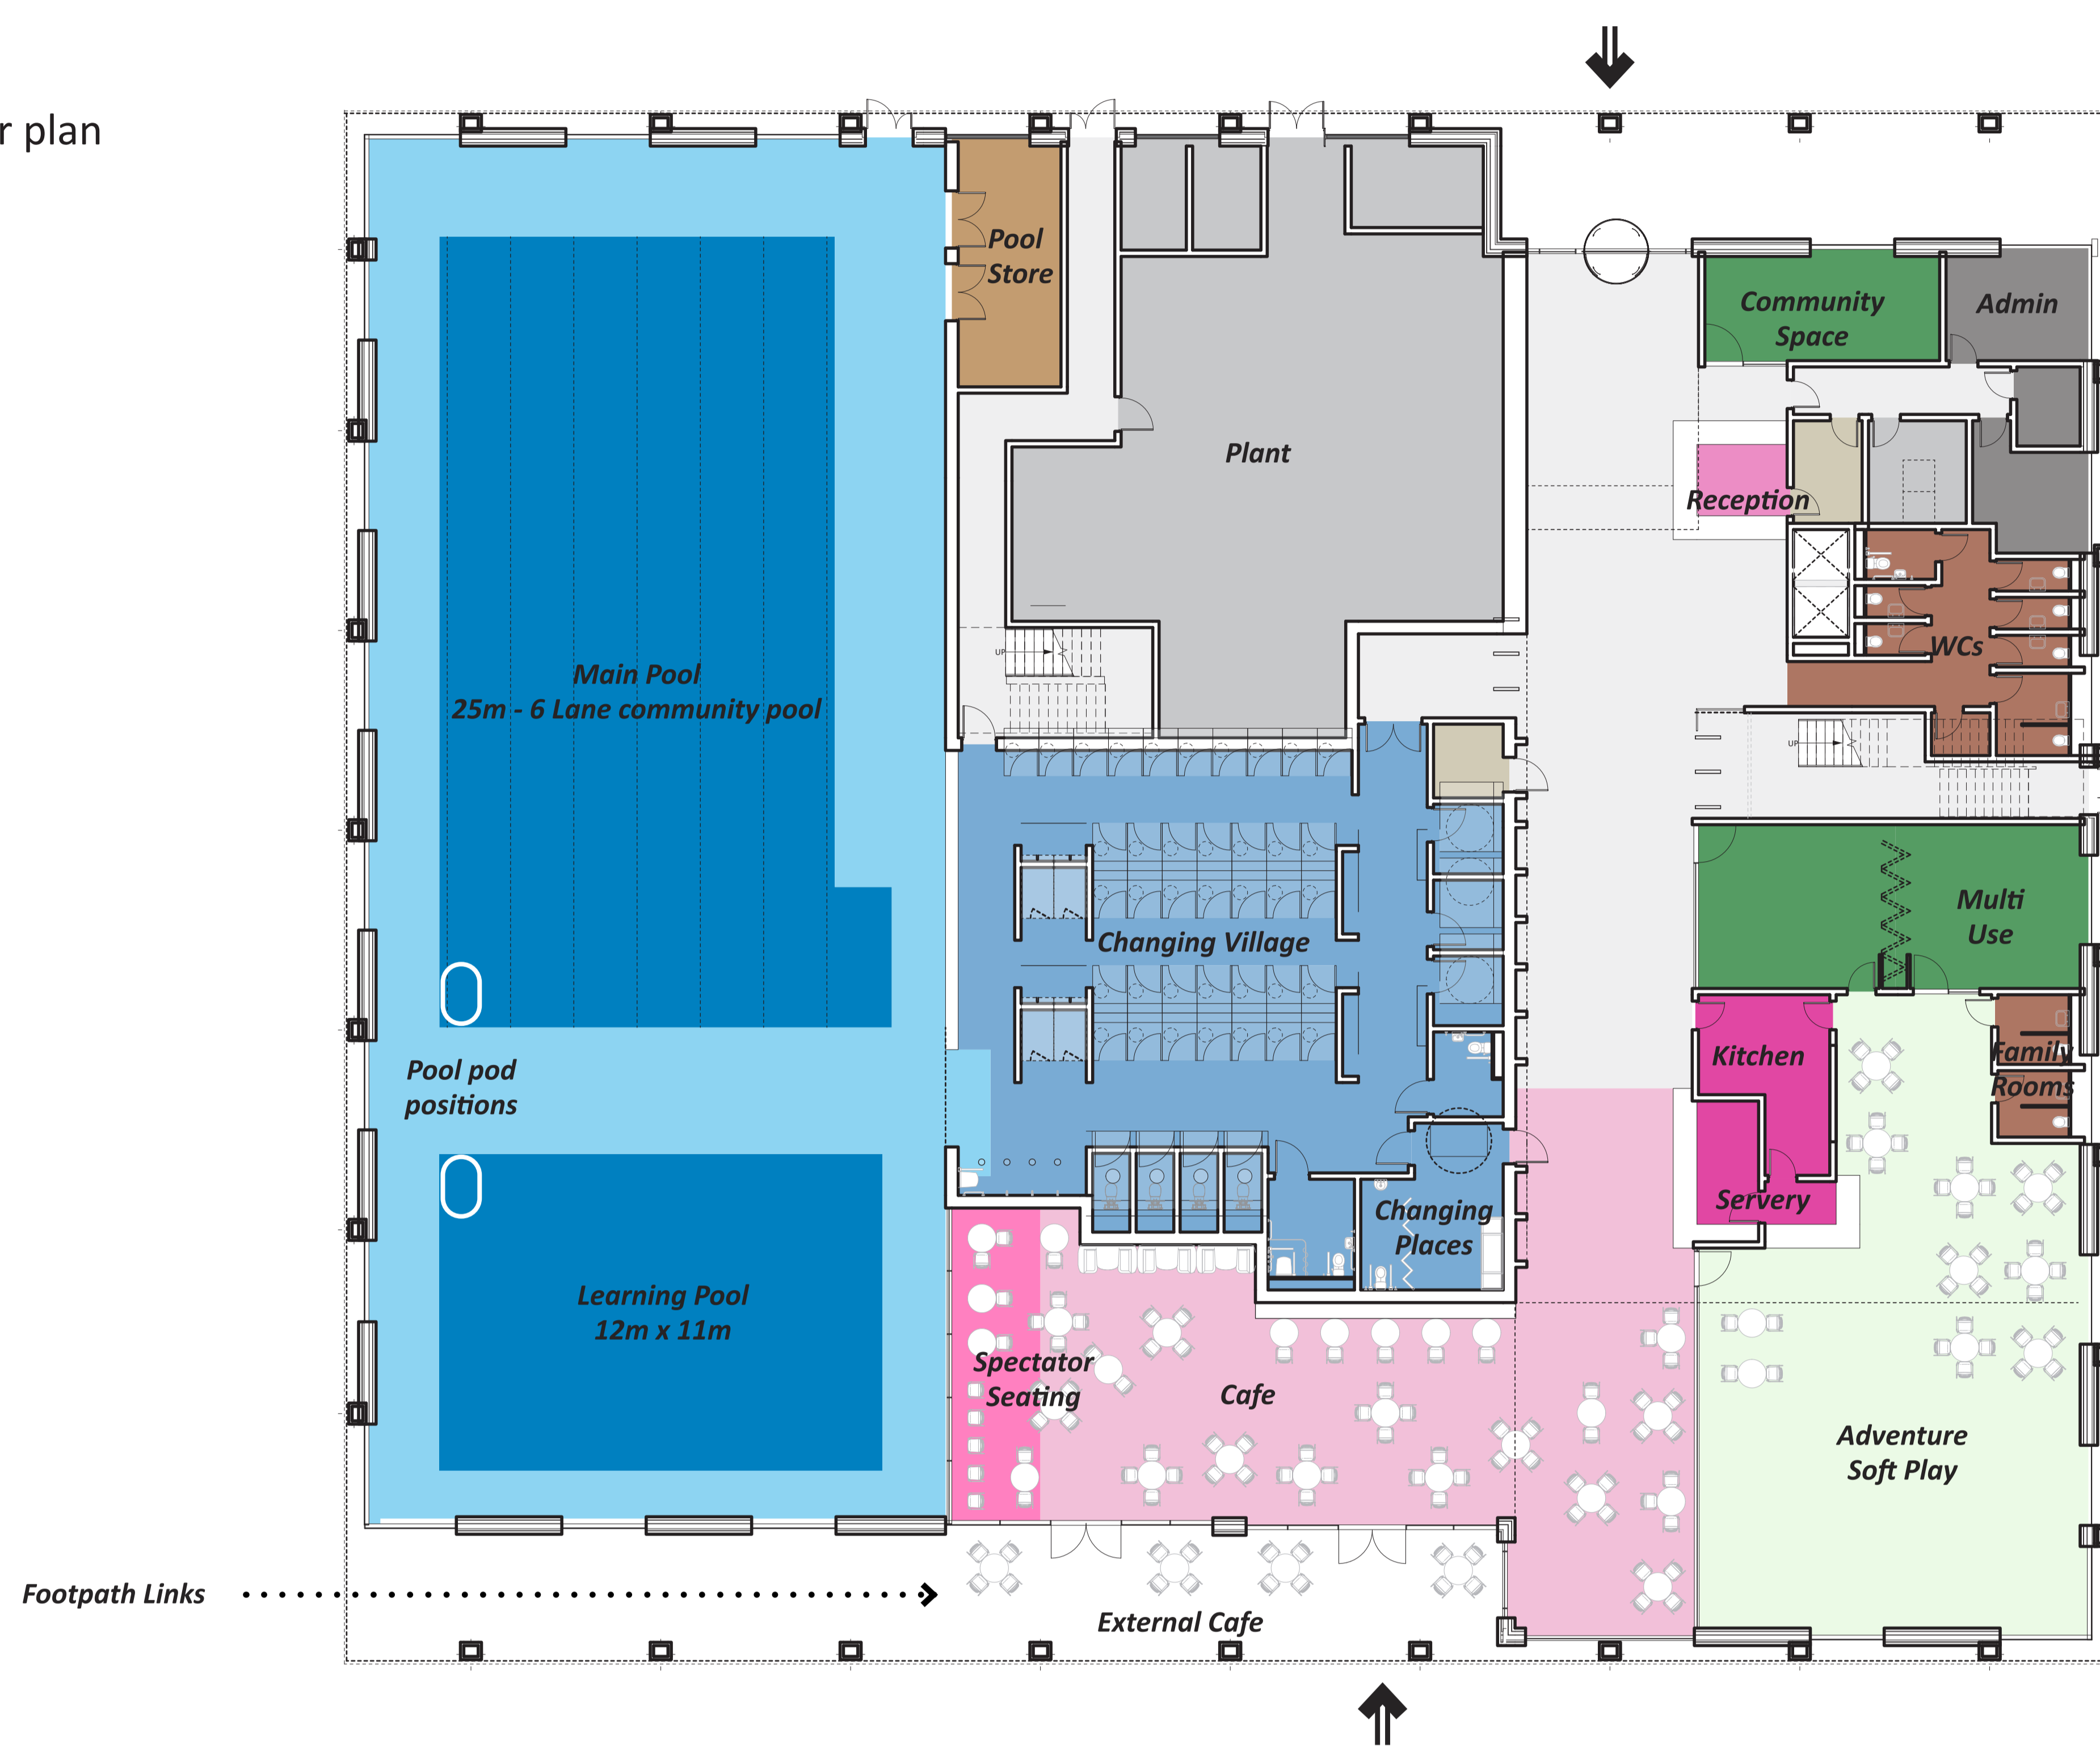 r plan
Pool
Store
Community
Space
Admin
Plant
Reception
UP
WCs
Main Pool
25m - 6 Lane community pool
UP
Multi
Use
Changing Village
Pool pod
positions
Kitchen
Family
Rooms
Servery
Changing
Places
Learning Pool
12m x 11m
Spectator
Seating
Cafe
Adventure
Soft Play
Footpath Links
External Cafe